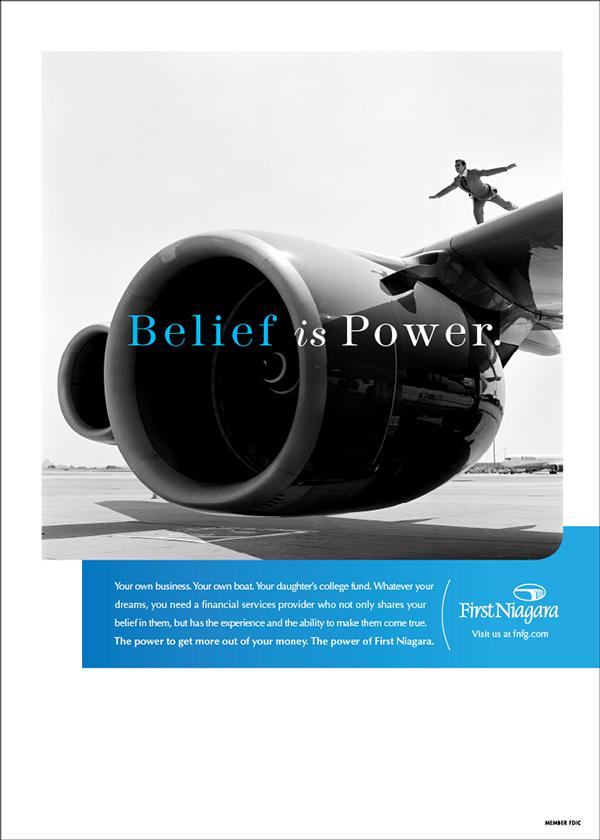 Belief is Power.
Your own business. Your own boat. Your daughter's college fund. Whatever your
dreams, you need a financial services provider who not only shares your
belief in them, but has the experience and the ability to make them come true.
The power to get more out of your money. The power of First Niagara.
First Niagara
Visit us at fnfg.com
MEMBER FDIC